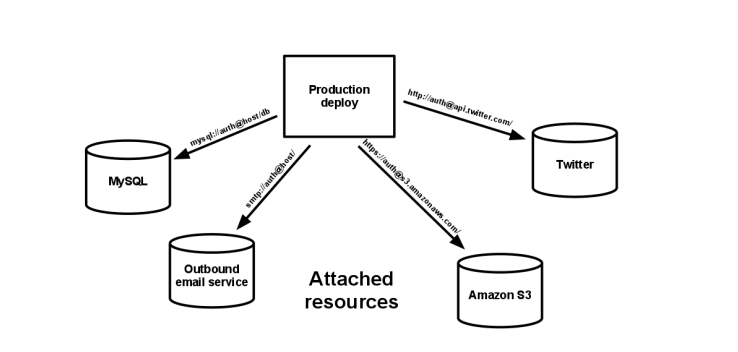 Production
deploy
mysql://auth@host/db
http://auth@api.twitter.com/
smtp://auth@host/
https://auth@s3.amazonaws.com/
MySQL
Twitter
Outbound
email service
Attached
resources
Amazon S3